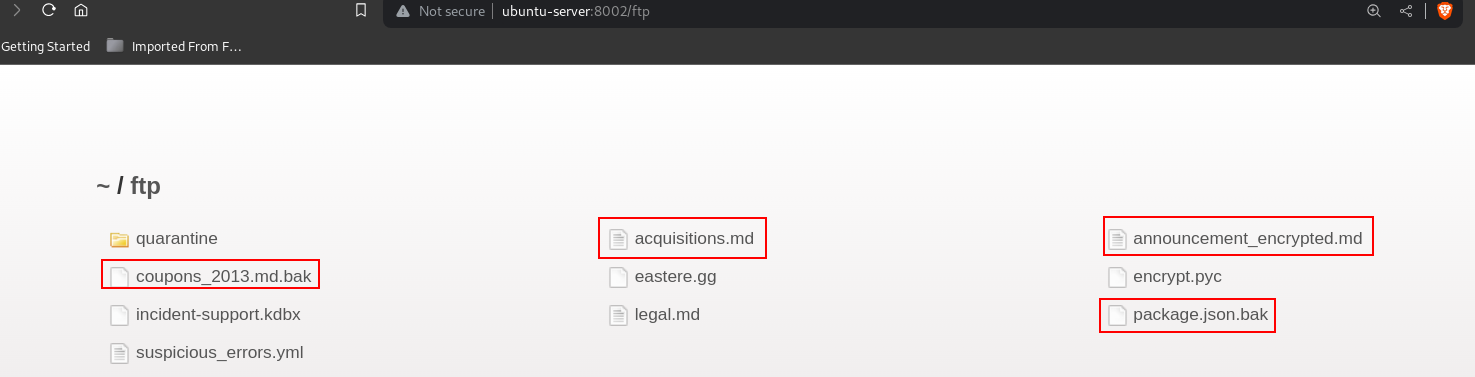 Not secure ubuntu-server:8002/ftp
Getting Started Imported From F...
~ / ftp
quarantine acquisitions.md announcement_encrypted.md
coupons_2013.md.bak eastere.gg encrypt.pyc
incident-support.kdbx legal.md package.json.bak
suspicious_errors.yml